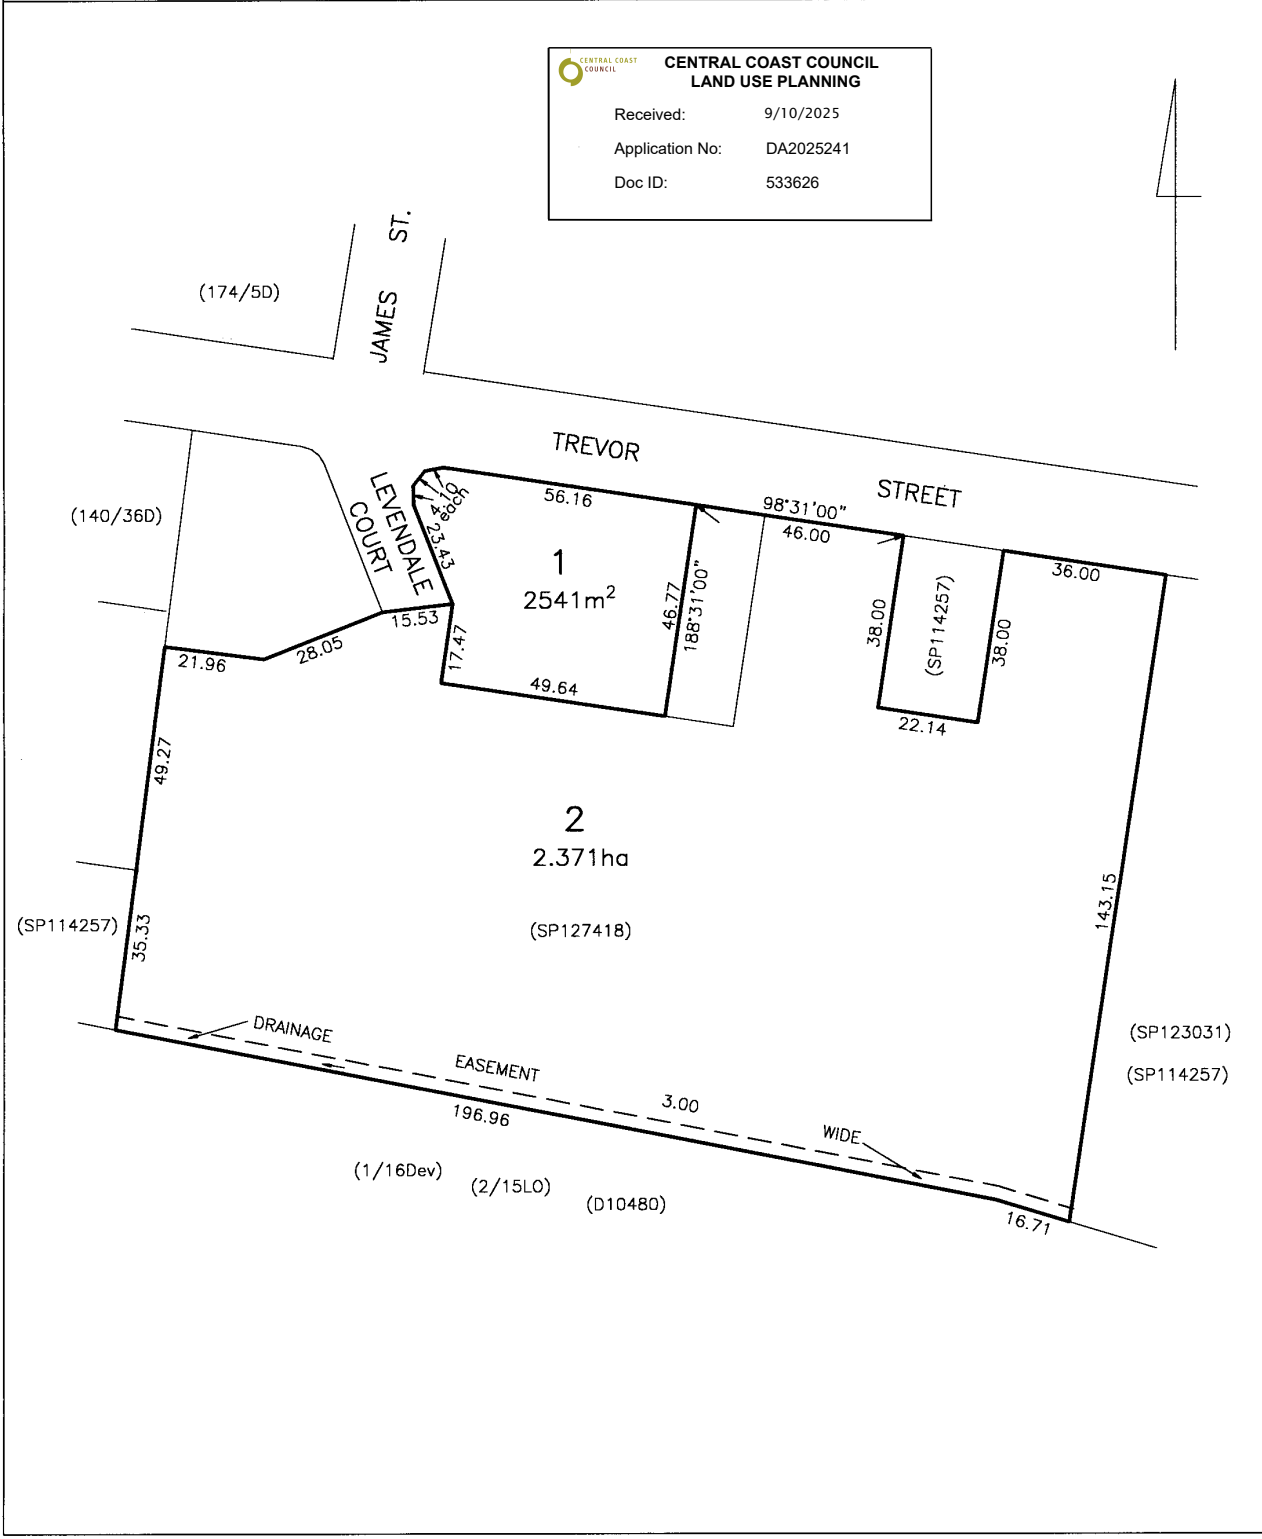 CENTRAL COAST
COUNCIL
CENTRAL COAST COUNCIL
LAND USE PLANNING
Received: 9/10/2025
Application No: DA2025241
Doc ID: 533626
JAMES ST.
(174/5D)
TREVOR STREET
LEVENDALE
COURT
(140/36D)
4.10
each
56.16
98°31'00"
46.00
36.00
23.43
1
2541m²
46.77
188°31'00"
38.00
(SP114257)
38.00
15.53
28.05
21.96
17.47
49.64
22.14
49.27
2
2.371ha
143.15
(SP114257)
35.33
(SP127418)
DRAINAGE EASEMENT 3.00 WIDE
196.96
16.71
(SP123031)
(SP114257)
(1/16Dev) (2/15LO) (D10480)